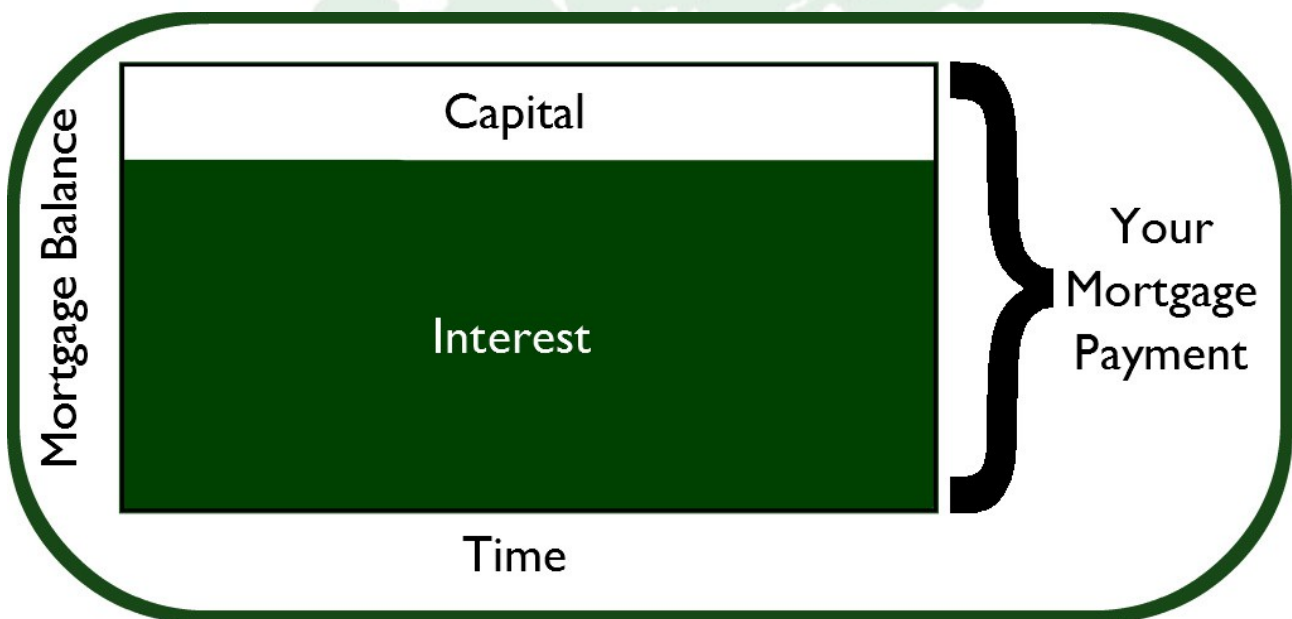 Capital
Mortgage Balance
Interest
Your
Mortgage
Payment
Time